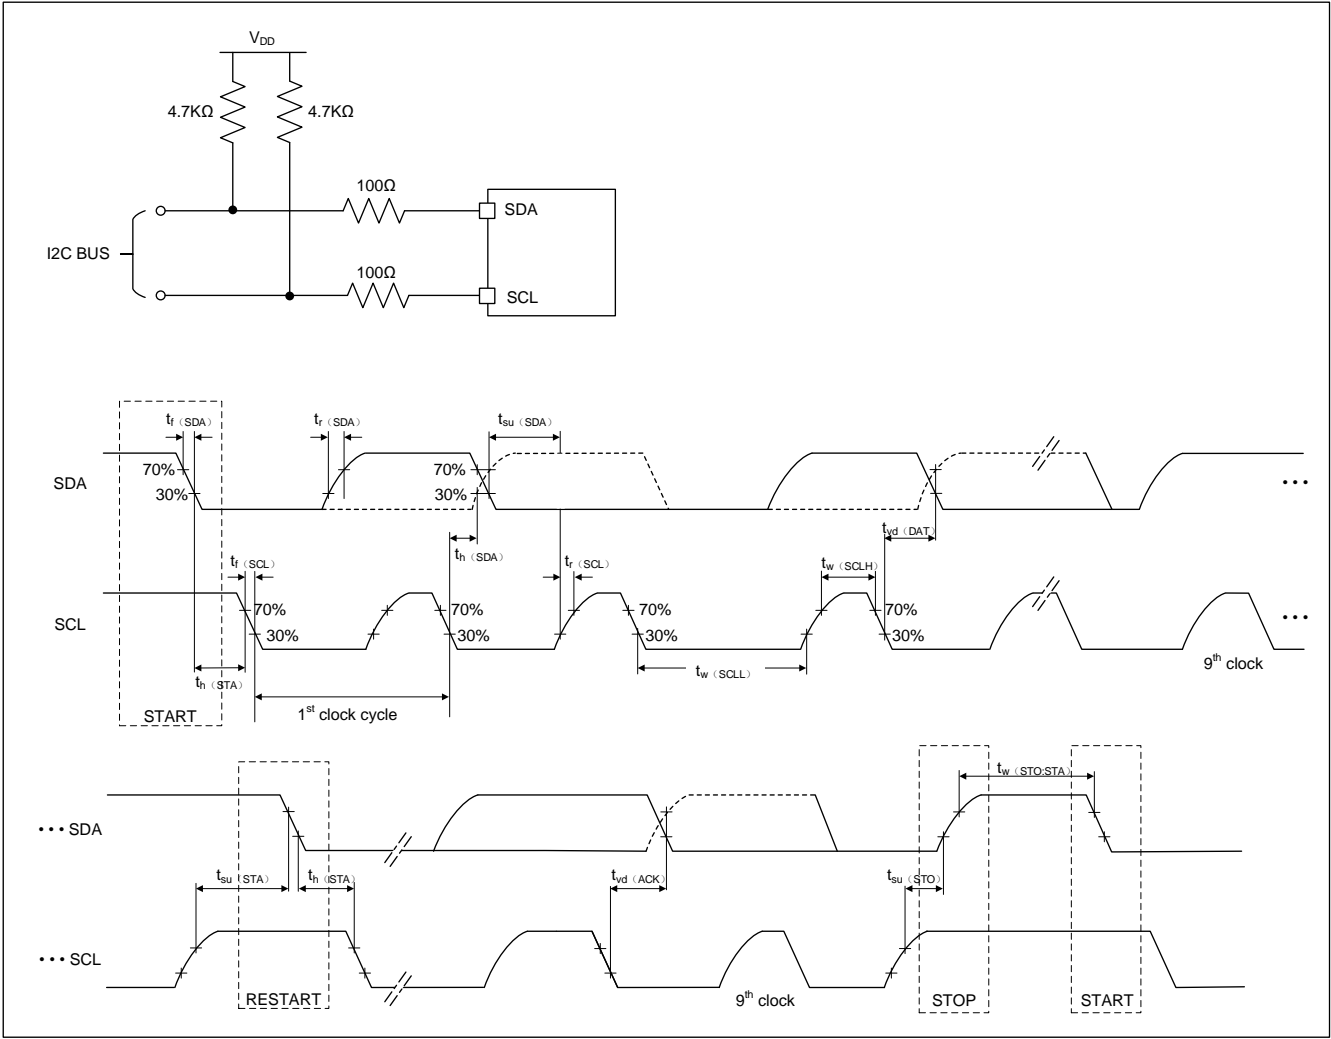 VDD
4.7KΩ
4.7KΩ
100Ω
SDA
I2C BUS
100Ω
SCL
tf（SDA）
tr（SDA）
tsu（SDA）
70%
70%
30%
30%
SDA
•••
th（SDA）
tvd（DAT）
tf（SCL）
tr（SCL）
tw（SCLH）
70%
70%
70%
70%
30%
30%
30%
30%
SCL
•••
th（STA）
tw（SCLL）
9th clock
START
1st clock cycle
tw（STO:STA）
••• SDA
tsu（STA）
th（STA）
tvd（ACK）
tsu（STO）
••• SCL
RESTART
9th clock
STOP
START